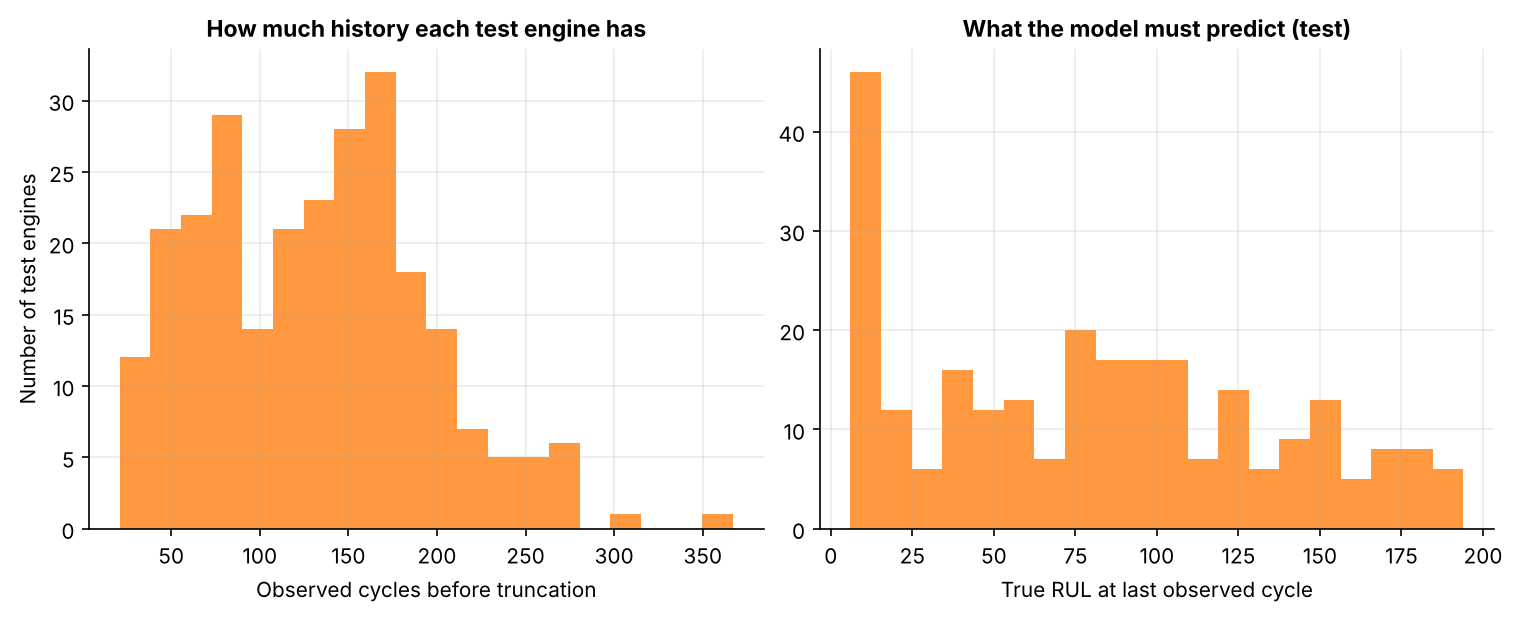 How much history each test engine has
Number of test engines
30
25
20
15
10
5
0
50 100 150 200 250 300 350
Observed cycles before truncation
What the model must predict (test)
40
30
20
10
0
0 25 50 75 100 125 150 175 200
True RUL at last observed cycle